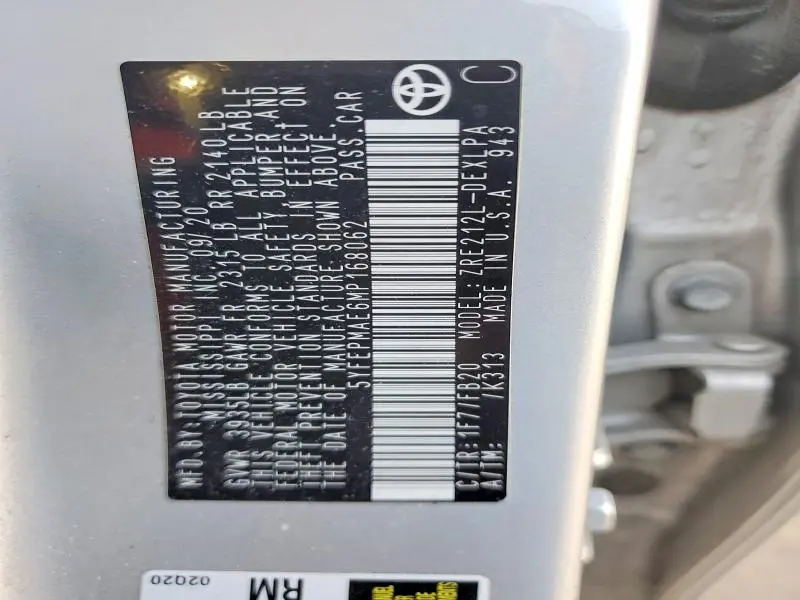 MFD.BY:TOYOTA MOTOR MANUFACTURING
MISSISSIPPI, INC.09/20
GVWR 3935LB GAWR FR 2315 LB RR 2140LB
THIS VEHICLE CONFORMS TO ALL APPLICABLE
FEDERAL MOTOR VEHICLE SAFETY, BUMPER,AND
THEFT PREVENTION STANDARDS IN EFFECT ON
THE DATE OF MANUFACTURE SHOWN ABOVE.
5YFEPMAE6MP168062 PASS.CAR
C/TR:1F7/FB20 MODEL:ZRE212L-DEXLPA
A/TM: /K313 MADE IN U.S.A. 943
C
02Q20
RM